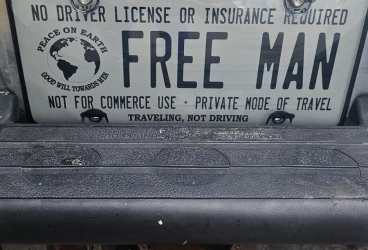 NO DRIVER LICENSE OR INSURANCE REQUIRED
PEACE ON EARTH
GOOD WILL TOWARDS MEN
FREE MAN
NOT FOR COMMERCE USE - PRIVATE MODE OF TRAVEL
TRAVELING, NOT DRIVING